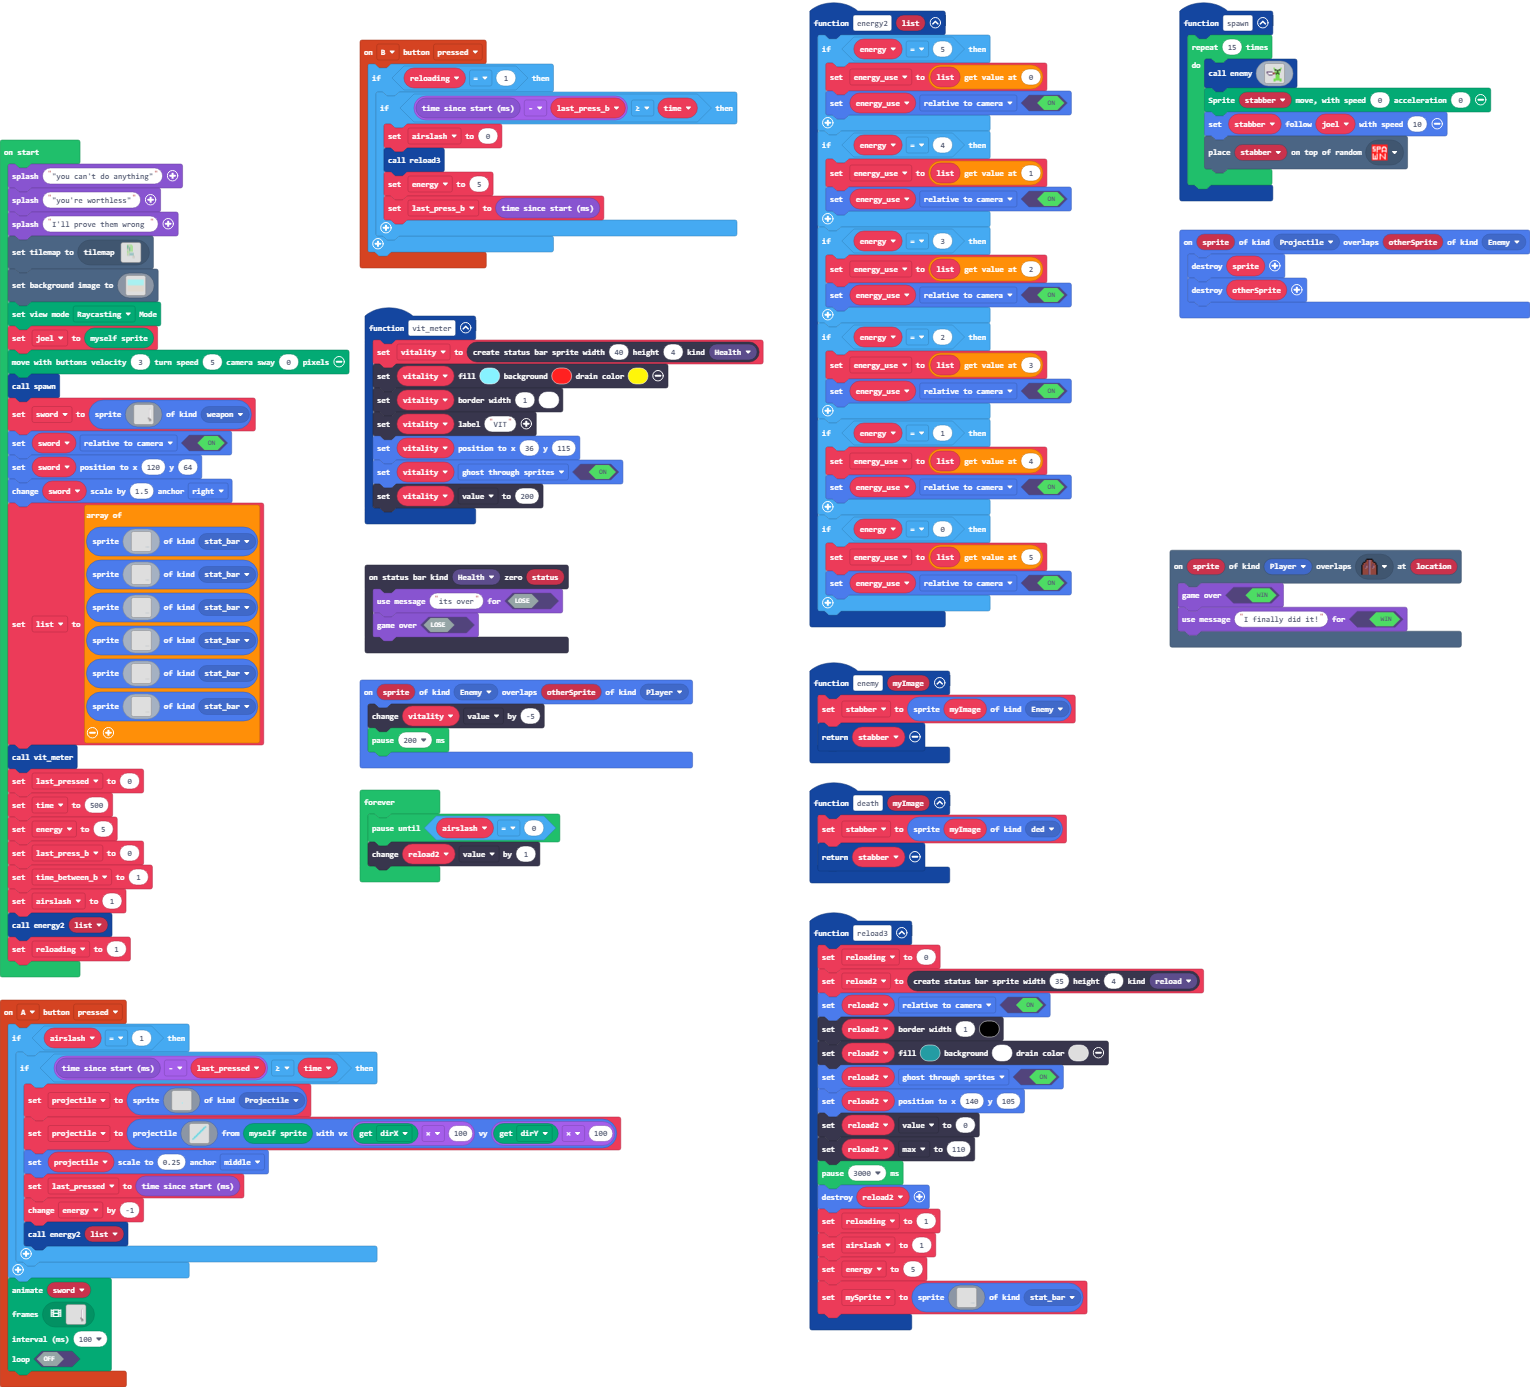 on start
splash "you can't do anything"
splash "you're worthless"
splash I'll prove them wrong
set tilemap to tilemap
set background image to
set view mode Raycasting Mode
set joel to myself sprite
move with buttons velocity 3 turn speed 5 camera sway 0 pixels
call spawn
set sword to sprite of kind weapon
set sword relative to camera ON
set sword position to x 120 y 64
change sword scale by 1.5 anchor right
set list to array of
sprite of kind stat_bar
sprite of kind stat_bar
sprite of kind stat_bar
sprite of kind stat_bar
sprite of kind stat_bar
sprite of kind stat_bar
call vit_meter
set last_pressed to 0
set time to 500
set energy to 5
set last_press_b to 0
set time_between_b to 1
set airslash to 1
call energy2 list
set reloading to 1
on A button pressed
if airslash = 1 then
if time since start (ms) - last_pressed ≥ time then
set projectile to sprite of kind Projectile
set projectile to projectile from myself sprite with vx get dirX × 100 vy get dirY × 100
set projectile scale to 0.25 anchor middle
set last_pressed to time since start (ms)
change energy by -1
call energy2 list
animate sword
frames
interval (ms) 100
loop OFF
on B button pressed
if reloading = 1 then
if time since start (ms) - last_press_b ≥ time then
set airslash to 0
call reload3
set energy to 5
set last_press_b to time since start (ms)
function vit_meter
set vitality to create status bar sprite width 40 height 4 kind Health
set vitality fill background drain color
set vitality border width 1
set vitality label "VIT"
set vitality position to x 36 y 115
set vitality ghost through sprites ON
set vitality value to 200
on status bar kind Health zero status
use message "its over" for LOSE
game over LOSE
on sprite of kind Enemy overlaps otherSprite of kind Player
change vitality value by -5
pause 200 ms
forever
pause until airslash = 0
change reload2 value by 1
function energy2 list
if energy = 5 then
set energy_use to list get value at 0
set energy_use relative to camera ON
if energy = 4 then
set energy_use to list get value at 1
set energy_use relative to camera ON
if energy = 3 then
set energy_use to list get value at 2
set energy_use relative to camera ON
if energy = 2 then
set energy_use to list get value at 3
set energy_use relative to camera ON
if energy = 1 then
set energy_use to list get value at 4
set energy_use relative to camera ON
if energy = 0 then
set energy_use to list get value at 5
set energy_use relative to camera ON
function enemy myImage
set stabber to sprite myImage of kind Enemy
return stabber
function death myImage
set stabber to sprite myImage of kind ded
return stabber
function reload3
set reloading to 0
set reload2 to create status bar sprite width 35 height 4 kind reload
set reload2 relative to camera ON
set reload2 border width 1
set reload2 fill background drain color
set reload2 ghost through sprites ON
set reload2 position to x 140 y 105
set reload2 value to 0
set reload2 max to 110
pause 3000 ms
destroy reload2
set reloading to 1
set airslash to 1
set energy to 5
set mySprite to sprite of kind stat_bar
function spawn
repeat 15 times
do
call enemy
Sprite stabber move, with speed 0 acceleration 0
set stabber follow joel with speed 10
place stabber on top of random SPAWN
on sprite of kind Projectile overlaps otherSprite of kind Enemy
destroy sprite
destroy otherSprite
on sprite of kind Player overlaps at location
game over WIN
use message "I finally did it!" for WIN